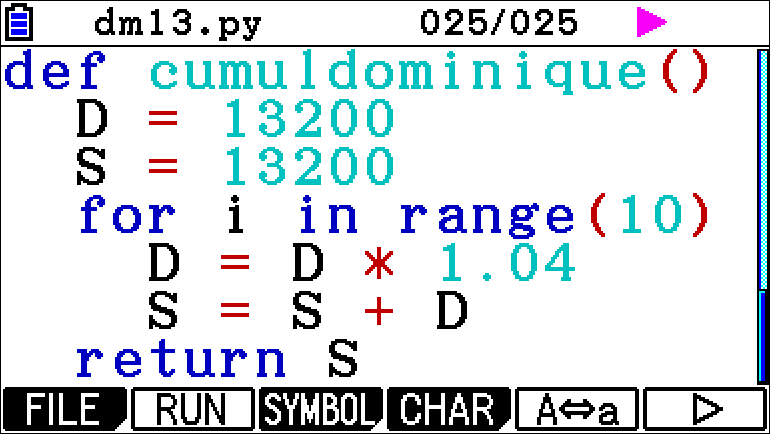 dm13.py 025/025
def cumuldominique()
D = 13200
S = 13200
for i in range(10)
D = D * 1.04
S = S + D
return S
FILE RUN SYMBOL CHAR A⇔a ▷